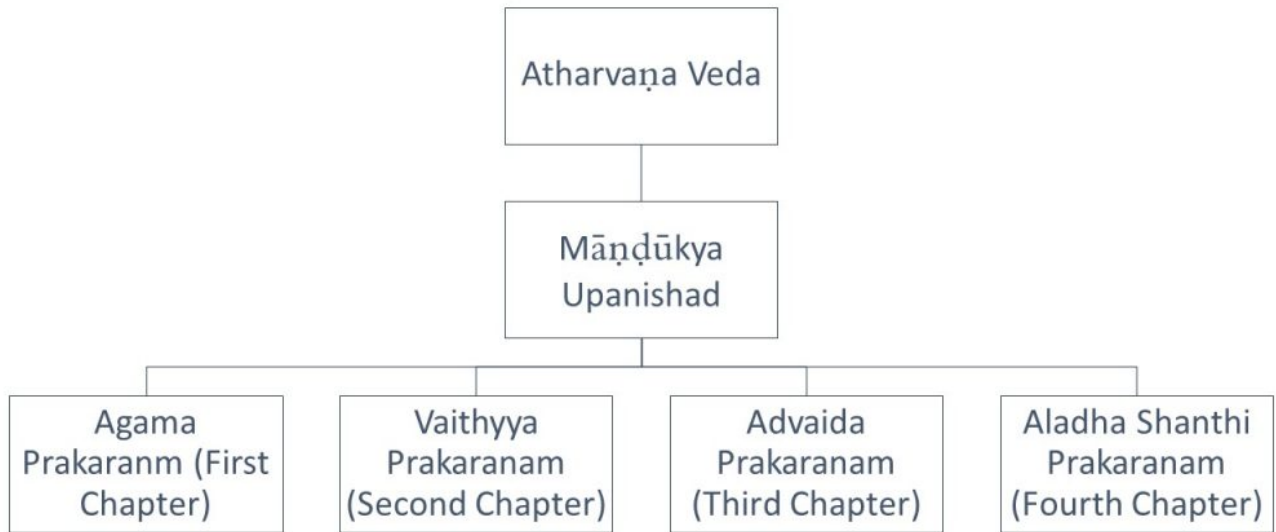 Atharvaṇa Veda
Māṇḍūkya
Upanishad
Agama
Prakaranm (First
Chapter)
Vaithyya
Prakaranam
(Second Chapter)
Advaida
Prakaranam
(Third Chapter)
Aladha Shanthi
Prakaranam
(Fourth Chapter)